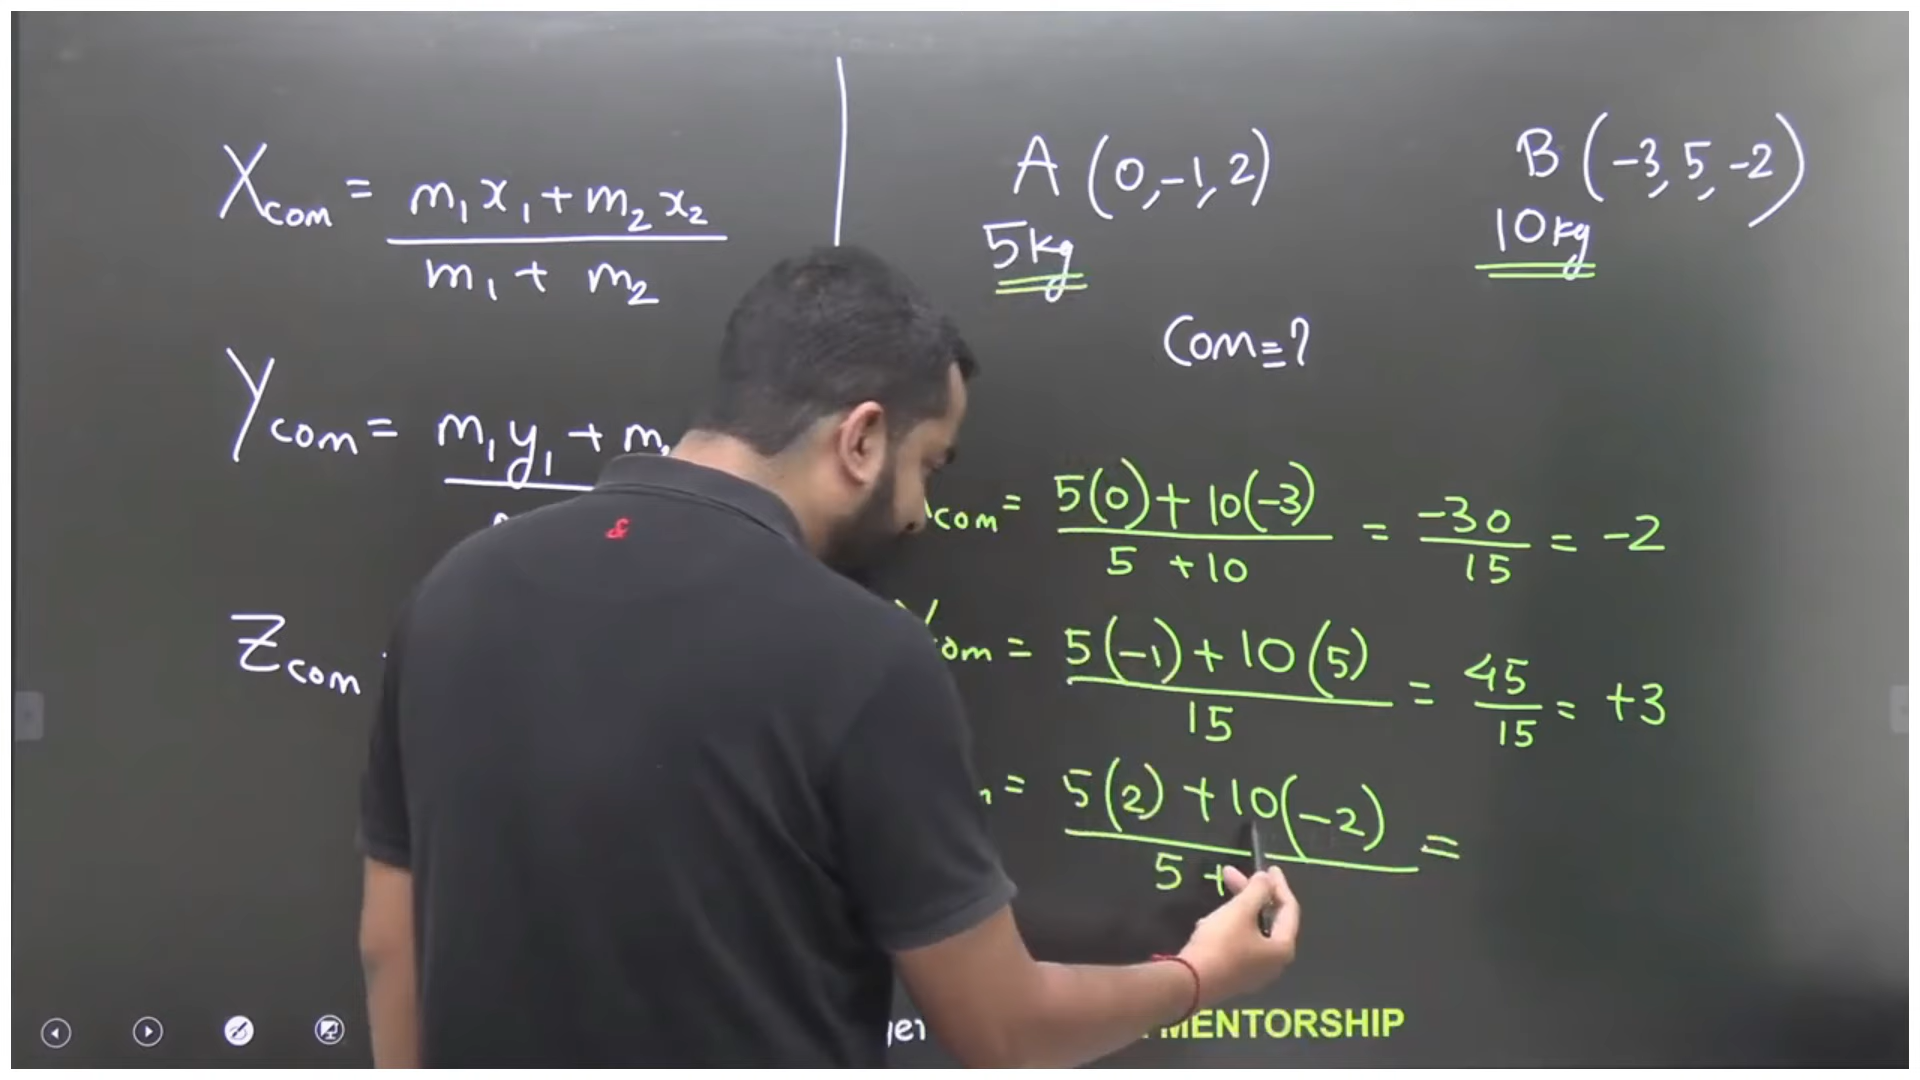 Xcom = m₁x₁ + m₂x₂
m₁ + m₂
Ycom = m₁y₁ + m
Zcom
A (0,-1,2)
5kg
B (-3,5,-2)
10kg
Com=?
com = 5(0) + 10(-3) = -30 = -2
5 + 10 15
om = 5(-1) + 10(5) = 45 = +3
15 15
= 5(2) + 10(-2) =
5 +
MENTORSHIP